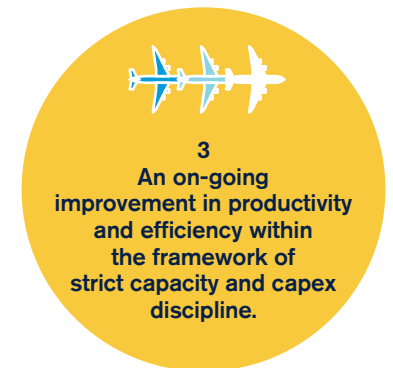 3
An on-going
improvement in productivity
and efficiency within
the framework of
strict capacity and capex
discipline.